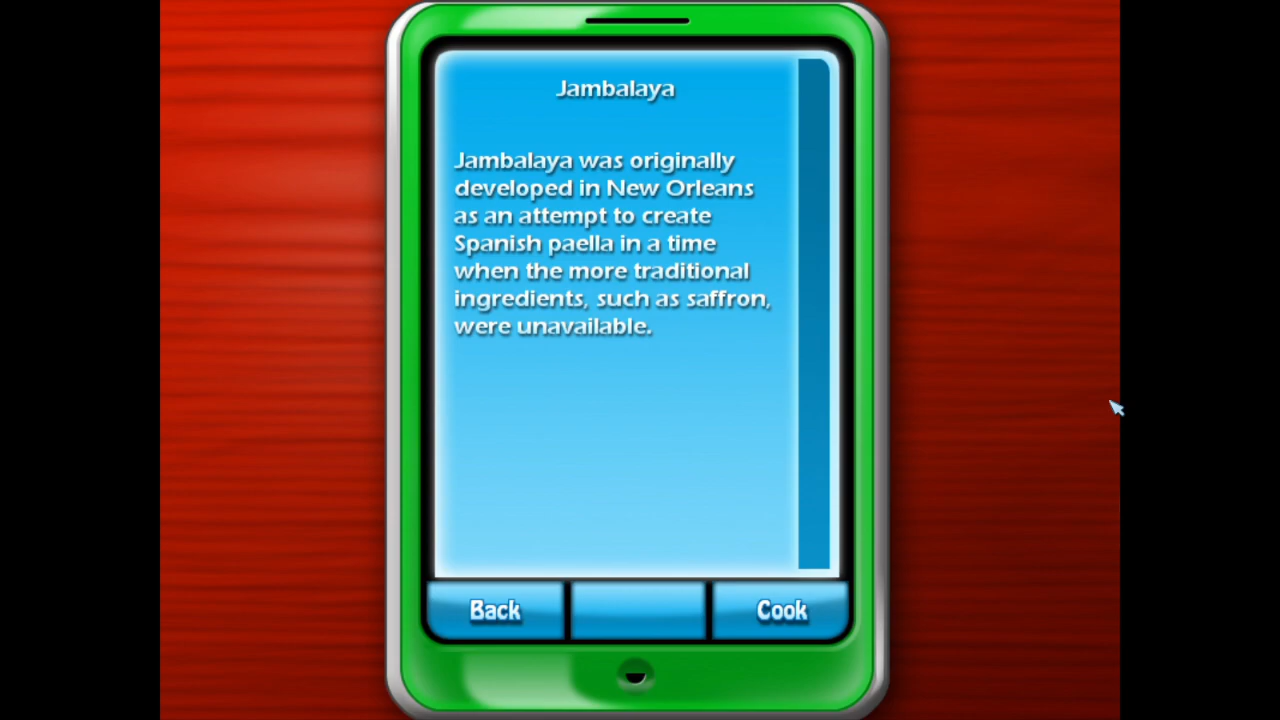 Jambalaya
Jambalaya was originally
developed in New Orleans
as an attempt to create
Spanish paella in a time
when the more traditional
ingredients, such as saffron,
were unavailable.
Back
Cook